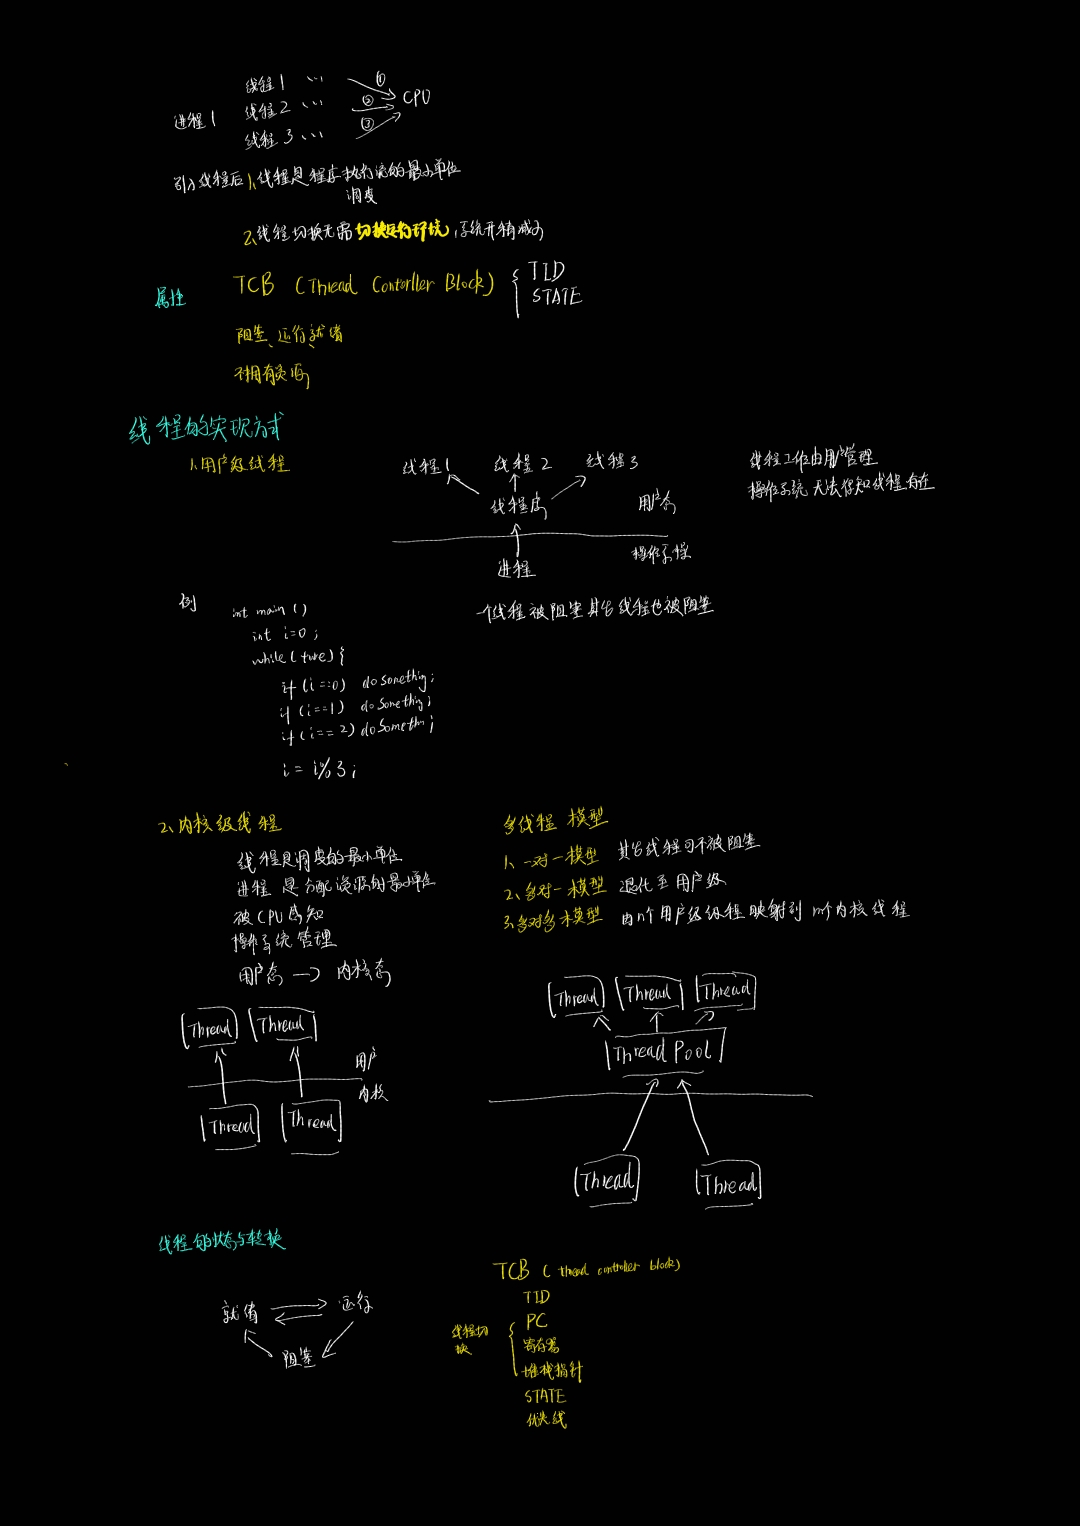 线程1 ... ①
进程1 线程2 ... ② CPU
线程3 ... ③
引入线程后 1、线程是程序执行流的最小单位
调度
2、线程切换无需切换运行环境,系统开销减少
属性 TCB (Thread Contorller Block) TID
STATE
阻塞、运行、就绪
不拥有资源
线程的实现方式
1、用户级线程
线程1 线程2 线程3
线程库 用户态
进程 操作系统
线程工作由用户管理
操作系统 无法得知线程存在
例
int main ()
int i=0;
while(ture){
if (i==0) do something;
if (i==1) do something;
if (i==2) do somethin;
i = i%3;
一个线程被阻塞 其他线程也被阻塞
2、内核级线程
线程是调度的最小单位
进程是分配资源的最小单位
被CPU感知
操作系统管理
用户态 → 内核态
Thread Thread
用户
内核
Thread Thread
多线程 模型
1、一对一模型 其他线程可不被阻塞
2、多对一模型 退化至用户级
3、多对多模型 由n个用户级线程映射到n个内核线程
Thread Thread Thread
Thread Pool
Thread Thread
线程的状态与转换
就绪 运行
阻塞
TCB (thread controller block)
TID
线程切换 PC
寄存器
堆栈指针
STATE
优先线